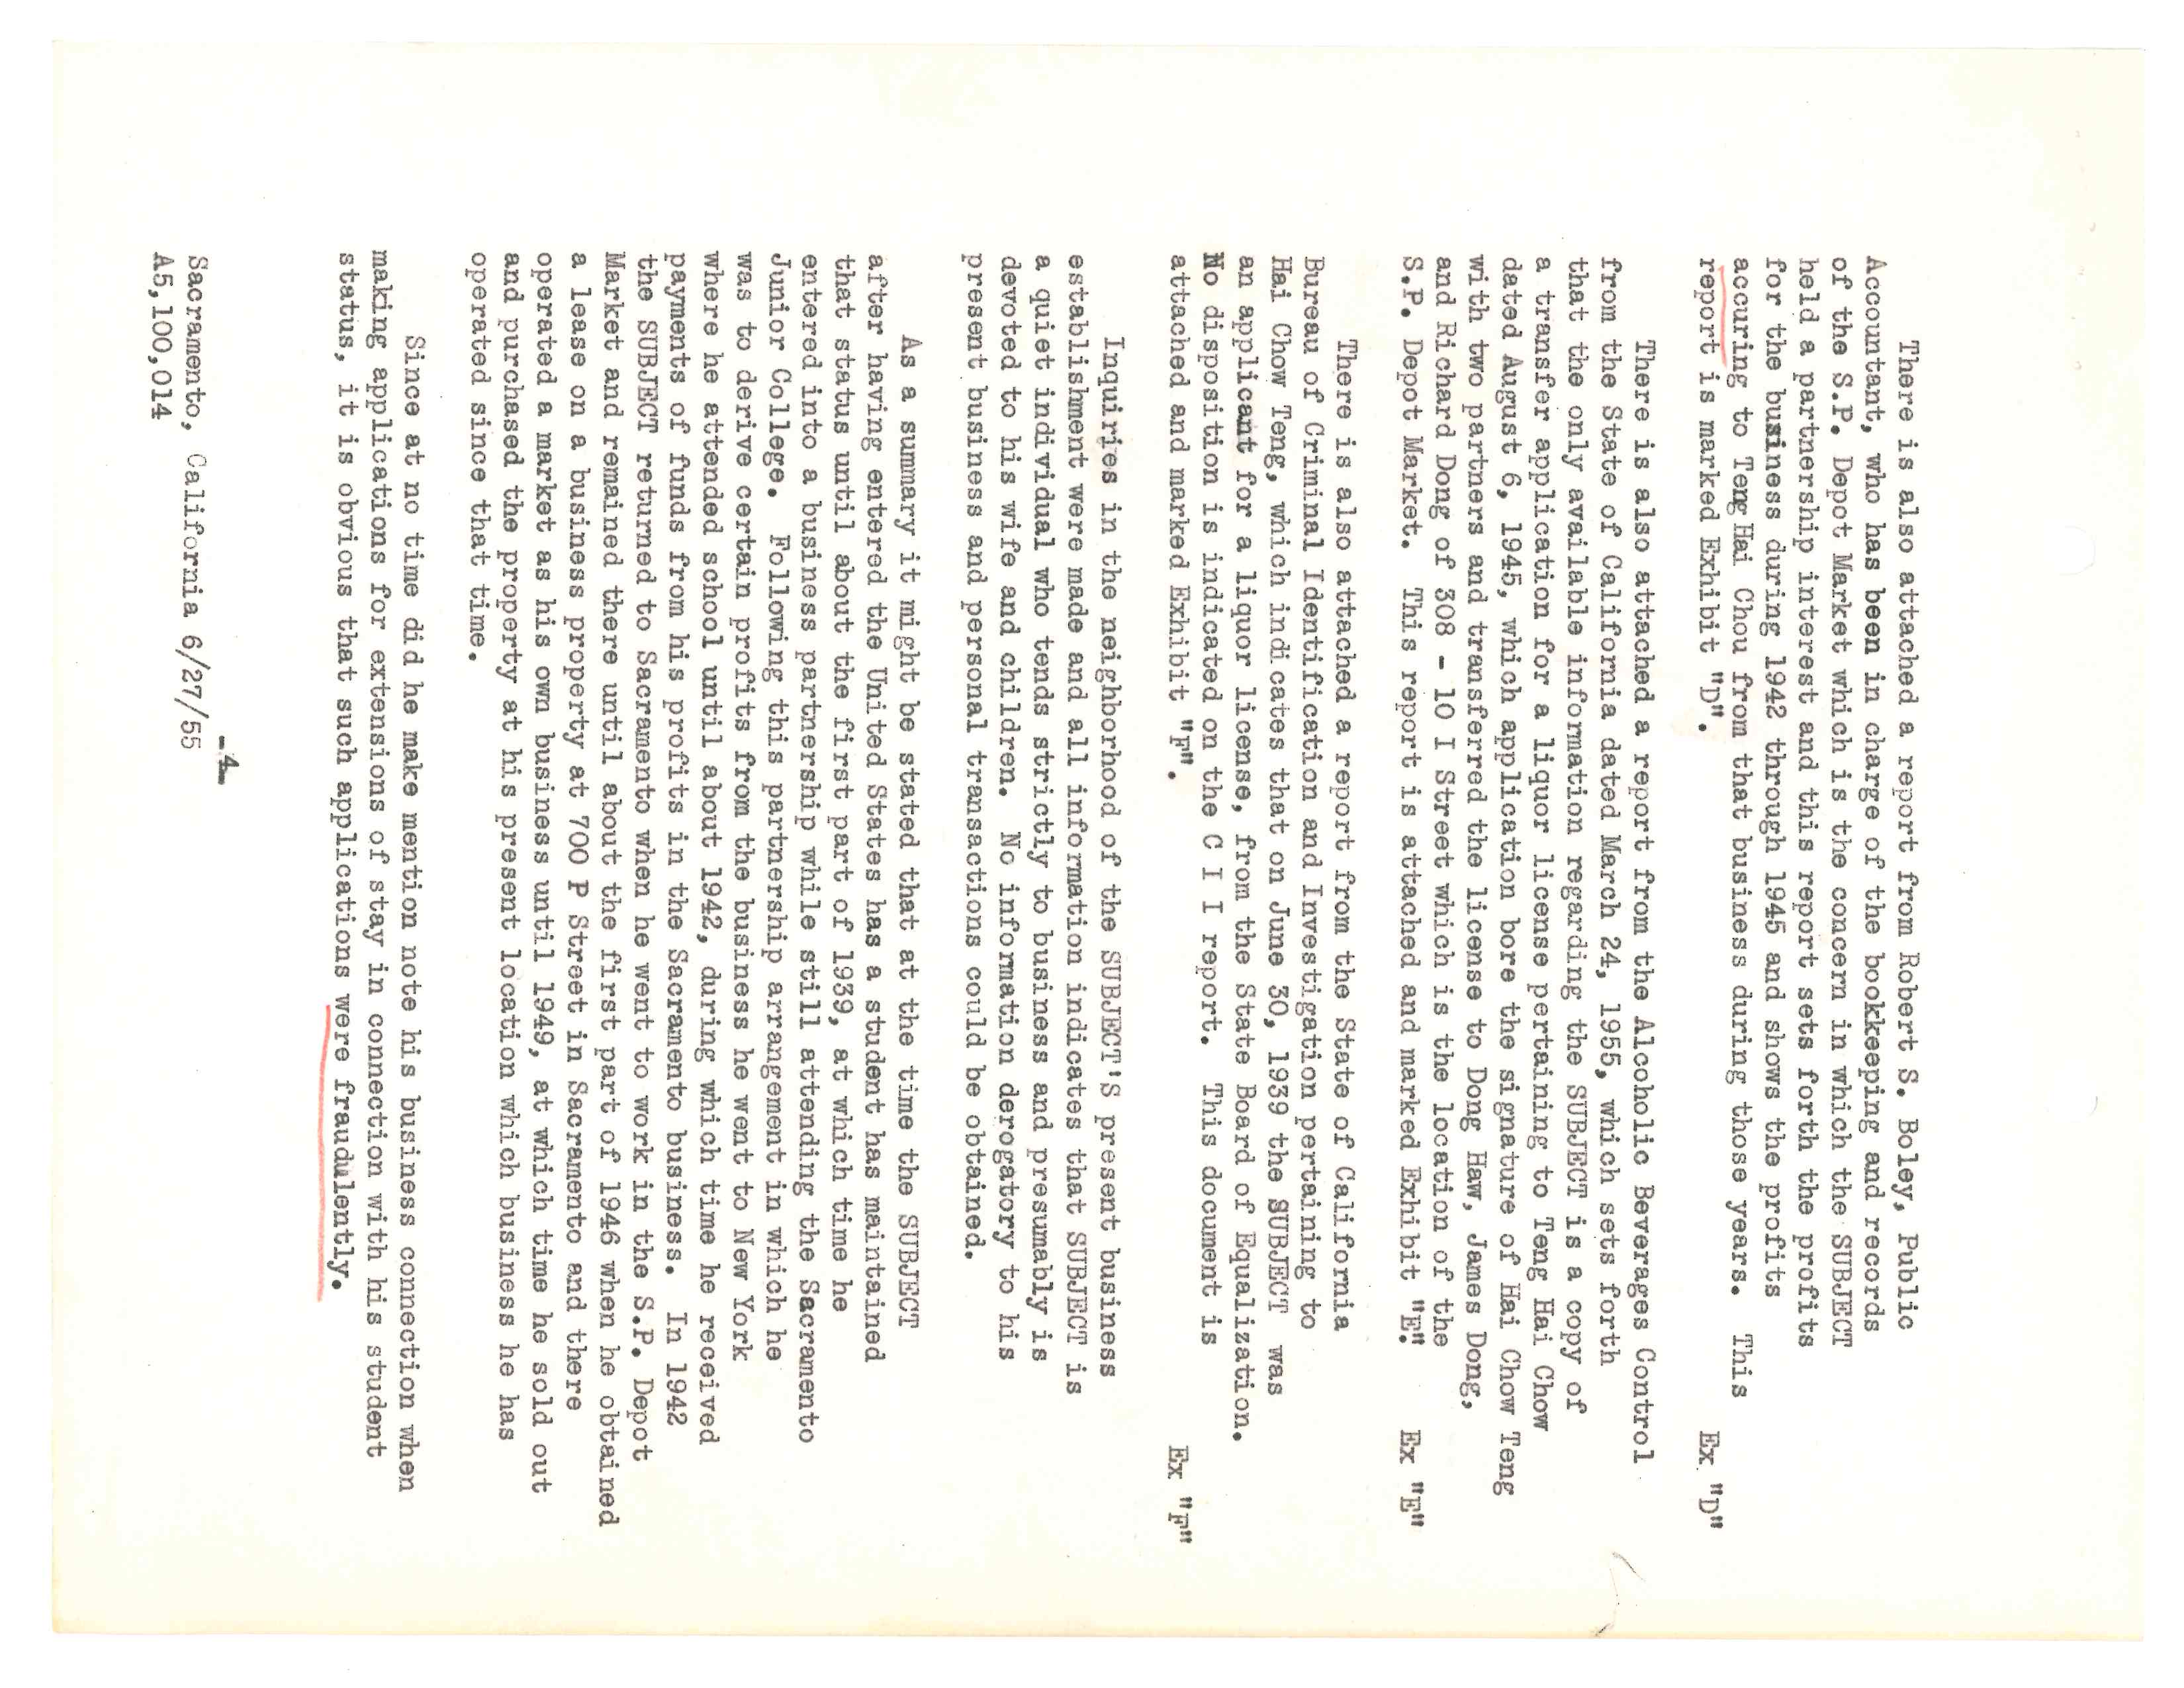 There is also attached a report from Robert S. Boley, Public
Accountant, who has been in charge of the bookkeeping and records
of the S.P. Depot Market which is the concern in which the SUBJECT
held a partnership interest and this report sets forth the profits
for the business during 1942 through 1945 and shows the profits
accuring to Teng Hai Chou from that business during those years. This
report is marked Exhibit "D". Ex. "D"
There is also attached a report from the Alcoholic Beverages Control
from the State of California dated March 24, 1955, which sets forth
that the only available information regarding the SUBJECT is a copy of
a transfer application for a liquor license pertaining to Teng Hai Chow
dated August 6, 1945, which application bore the signature of Hai Chow Teng
with two partners and transferred the license to Dong Haw, James Dong,
and Richard Dong of 308 - 10 I Street which is the location of the
S.P. Depot Market. This report is attached and marked Exhibit "E". Ex "E"
There is also attached a report from the State of California
Bureau of Criminal Identification and Investigation pertaining to
Hai Chow Teng, which indicates that on June 30, 1939 the SUBJECT was
an applicant for a liquor license, from the State Board of Equalization.
No disposition is indicated on the C I I report. This document is
attached and marked Exhibit "F". Ex "F"
Inquiries in the neighborhood of the SUBJECT'S present business
establishment were made and all information indicates that SUBJECT is
a quiet individual who tends strictly to business and presumably is
devoted to his wife and children. No information derogatory to his
present business and personal transactions could be obtained.
As a summary it might be stated that at the time the SUBJECT
after having entered the United States has a student has maintained
that status until about the first part of 1939, at which time he
entered into a business partnership while still attending the Sacramento
Junior College. Following this partnership arrangement in which he
was to derive certain profits from the business he went to New York
where he attended school until about 1942, during which time he received
payments of funds from his profits in the Sacramento business. In 1942
the SUBJECT returned to Sacramento when he went to work in the S.P. Depot
Market and remained there until about the first part of 1946 when he obtained
a lease on a business property at 700 P Street in Sacramento and there
operated a market as his own business until 1949, at which time he sold out
and purchased the property at his present location which business he has
operated since that time.
Since at no time did he make mention note his business connection when
making applications for extensions of stay in connection with his student
status, it is obvious that such applications were fraudulently.
-4-
Sacramento, California 6/27/55
A5,100,014